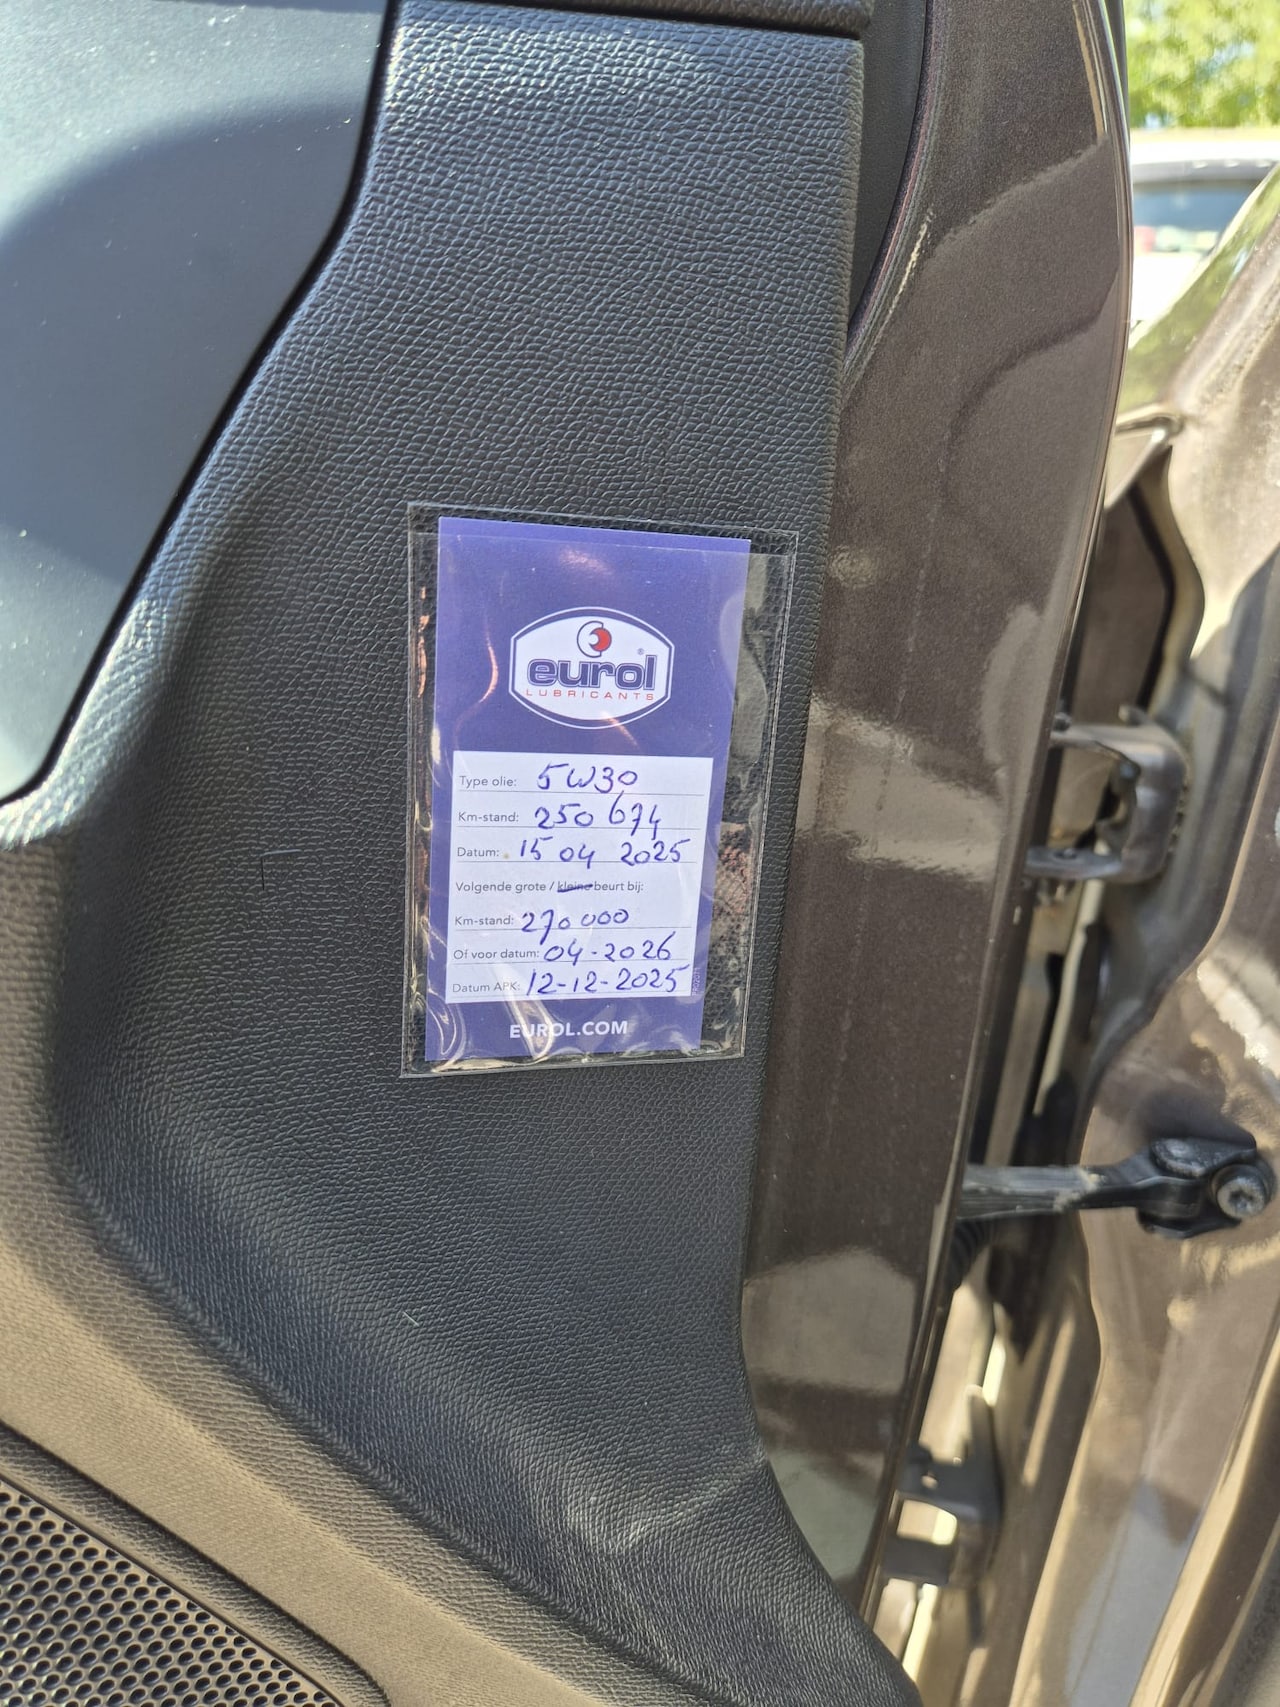 eurol®
LUBRICANTS
Type olie: 5W30
Km-stand: 250 674
Datum: 15 04 2025
Volgende grote / kleine beurt bij:
Km-stand: 270 000
Of voor datum: 04-2026
Datum APK: 12-12-2025
EUROL.COM